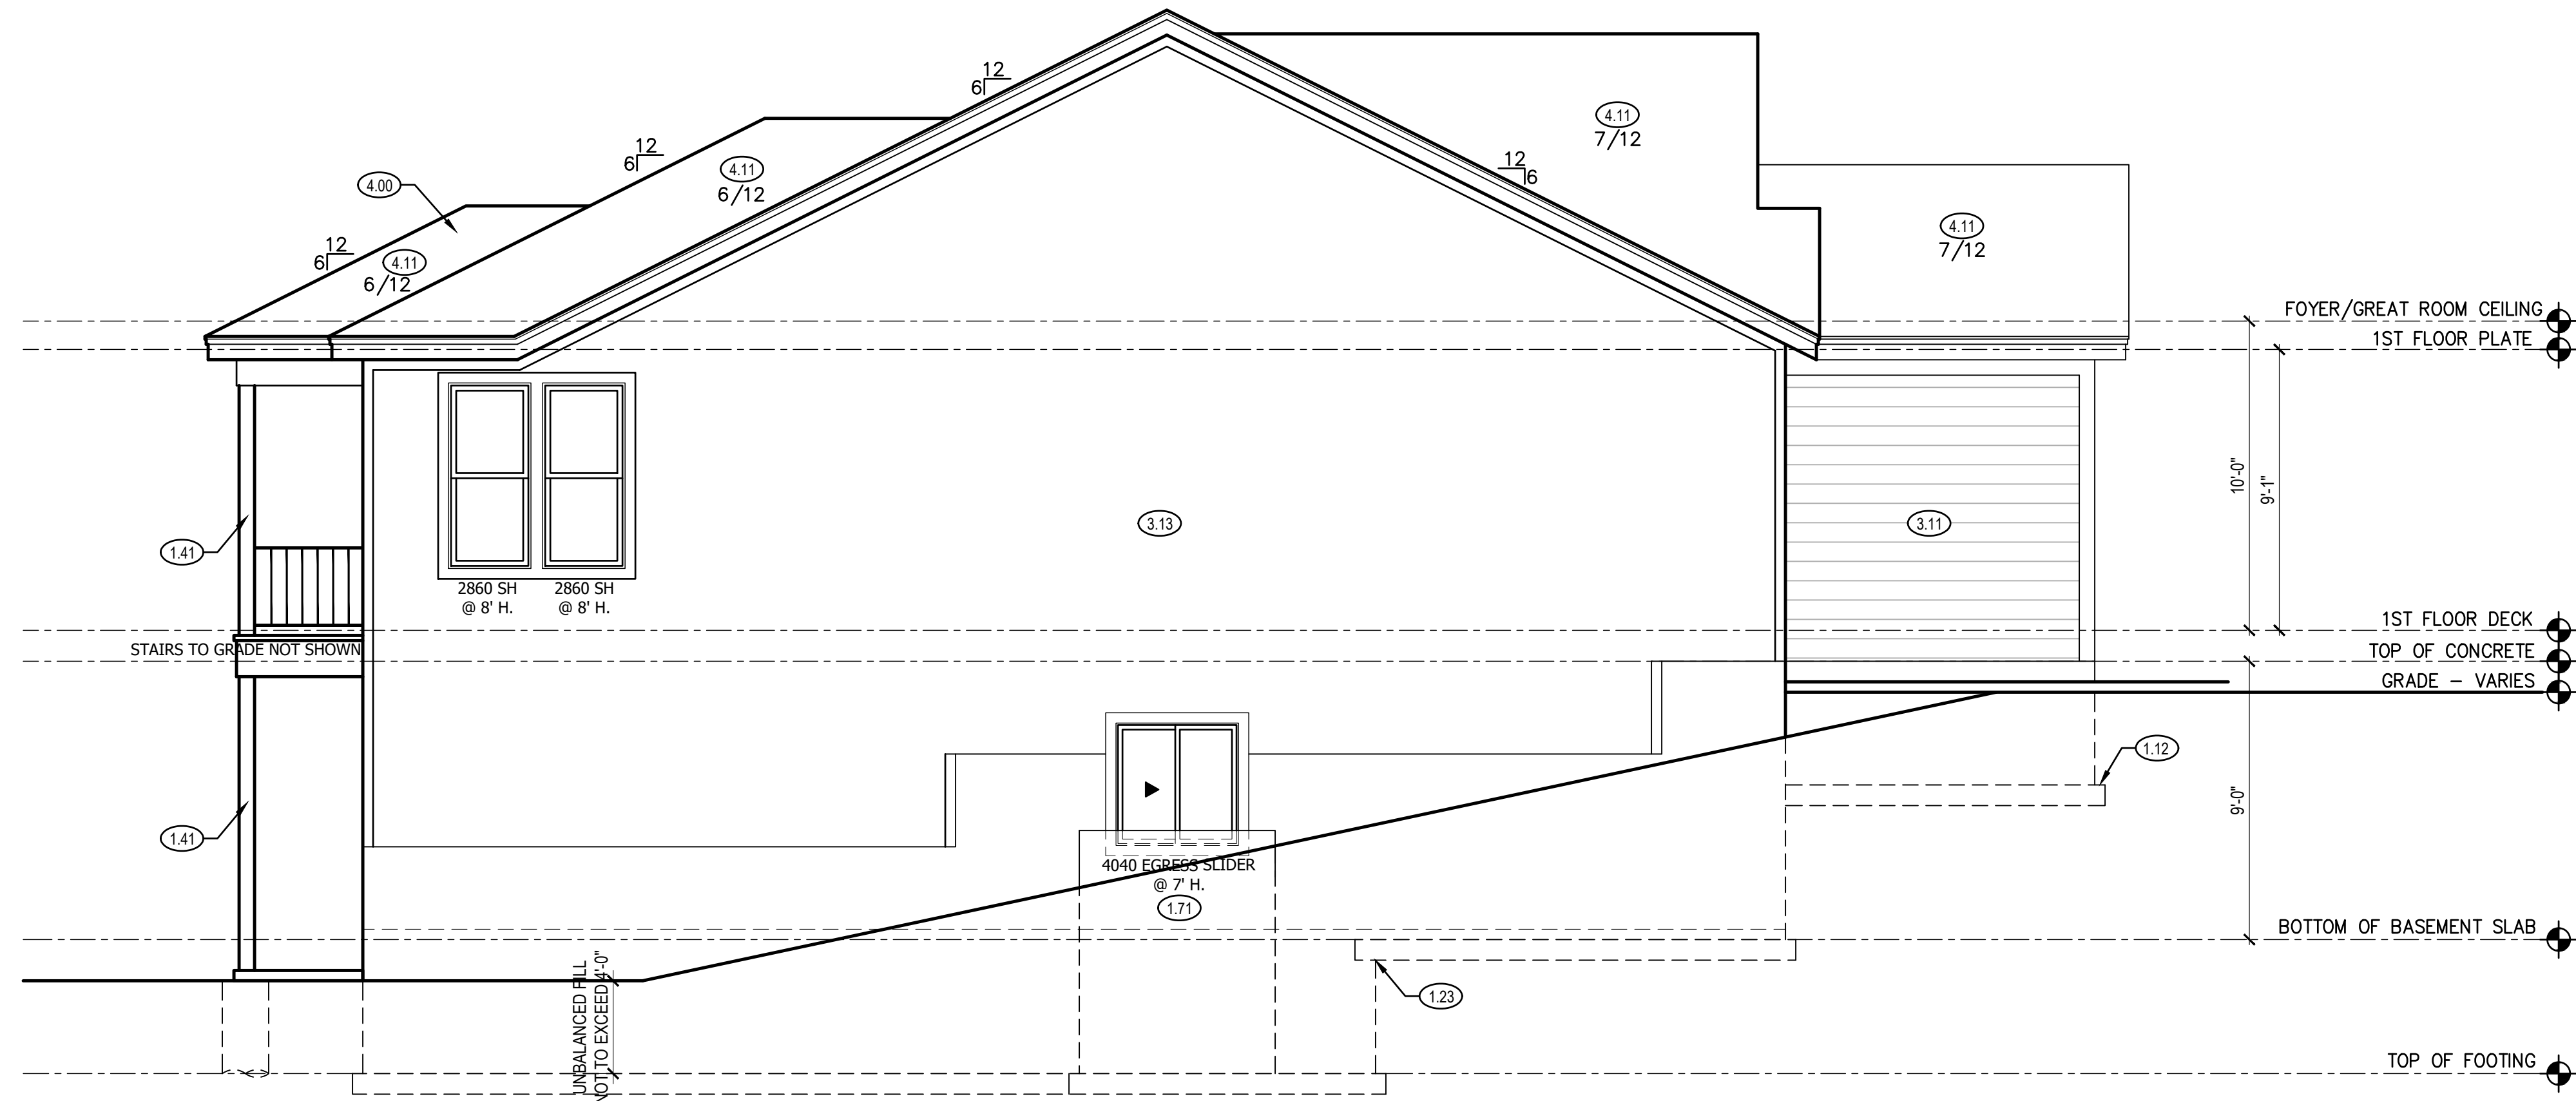 12
6
12
6
12
6
12
6
12
6
4.00
4.11
6/12
4.11
6/12
4.11
7/12
4.11
7/12
FOYER/GREAT ROOM CEILING
1ST FLOOR PLATE
10'-0"
9'-1"
3.13
3.11
1.41
2860 SH
@ 8' H.
2860 SH
@ 8' H.
1ST FLOOR DECK
STAIRS TO GRADE NOT SHOWN
TOP OF CONCRETE
GRADE - VARIES
1.12
9'-0"
1.41
4040 EGRESS SLIDER
@ 7' H.
1.71
BOTTOM OF BASEMENT SLAB
1.23
UNBALANCED FILL
NOT TO EXCEED 4'-0"
TOP OF FOOTING